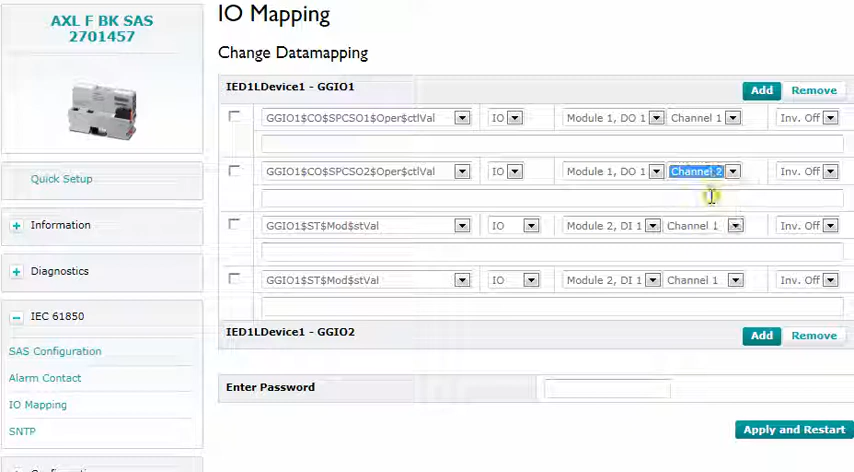 AXL F BK SAS
2701457
Quick Setup
Information
Diagnostics
IEC 61850
SAS Configuration
Alarm Contact
IO Mapping
SNTP
IO Mapping
Change Datamapping
IED1LDevice1 - GGIO1 Add Remove
GGIO1$CO$SPCSO1$Oper$ctlVal IO Module 1, DO 1 Channel 1 Inv. Off
GGIO1$CO$SPCSO2$Oper$ctlVal IO Module 1, DO 1 Channel 2 Inv. Off
GGIO1$ST$Mod$stVal IO Module 2, DI 1 Channel 1 Inv. Off
GGIO1$ST$Mod$stVal IO Module 2, DI 1 Channel 1 Inv. Off
IED1LDevice1 - GGIO2 Add Remove
Enter Password
Apply and Restart